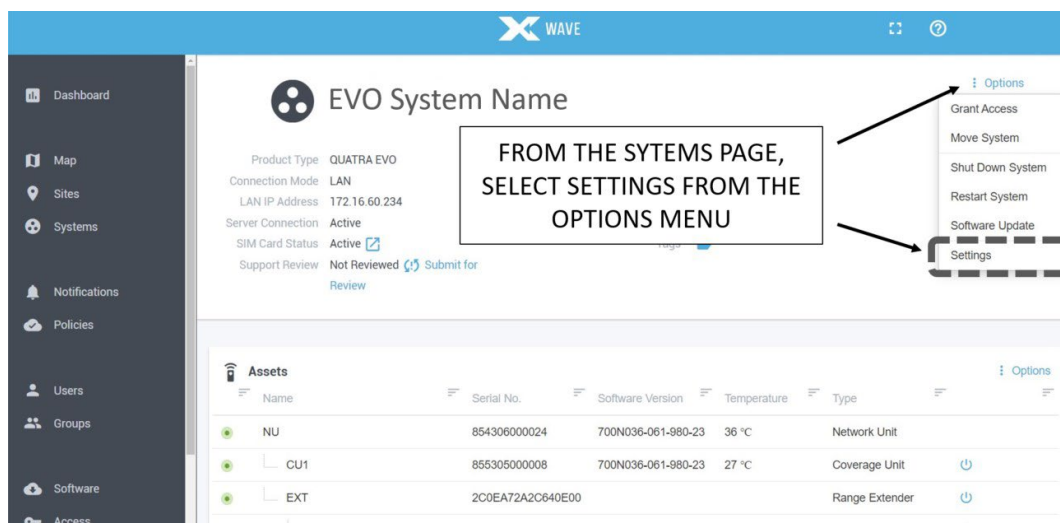 WAVE
Dashboard
Map
Sites
Systems
Notifications
Policies
Users
Groups
Software
Access
EVO System Name
Options
Grant Access
Move System
Shut Down System
Restart System
Software Update
Settings
FROM THE SYTEMS PAGE,
SELECT SETTINGS FROM THE
OPTIONS MENU
Product Type QUATRA EVO
Connection Mode LAN
LAN IP Address 172.16.60.234
Server Connection Active
SIM Card Status Active
Support Review Not Reviewed Submit for
Review
Tags
Assets
Options
Name Serial No. Software Version Temperature Type
NU 854306000024 700N036-061-980-23 36 °C Network Unit
CU1 855305000008 700N036-061-980-23 27 °C Coverage Unit
EXT 2C0EA72A2C640E00 Range Extender